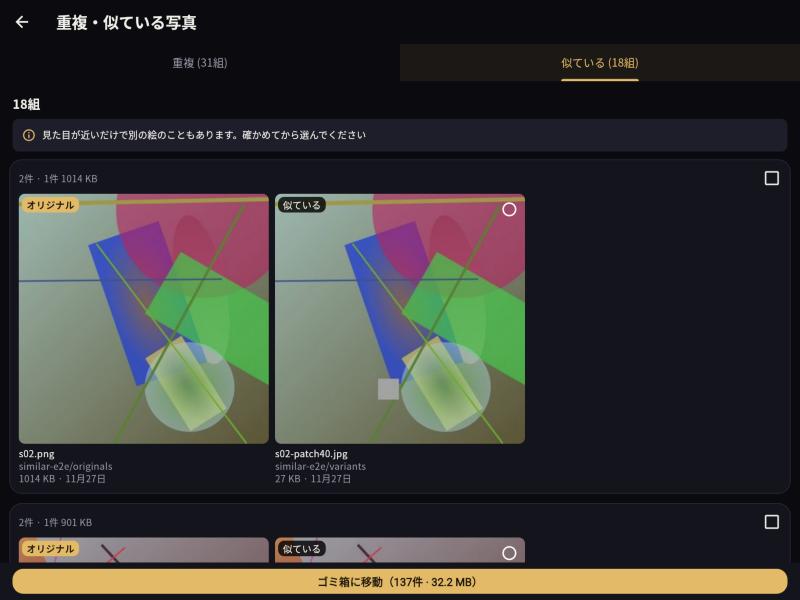 重複・似ている写真
重複 (31組)
似ている (18組)
18組
見た目が近いだけで別の絵のこともあります。確かめてから選んでください
2件 · 1件 1014 KB
オリジナル
似ている
s02.png
similar-e2e/originals
1014 KB · 11月27日
s02-patch40.jpg
similar-e2e/variants
27 KB · 11月27日
2件 · 1件 901 KB
オリジナル
似ている
ゴミ箱に移動（137件 · 32.2 MB）